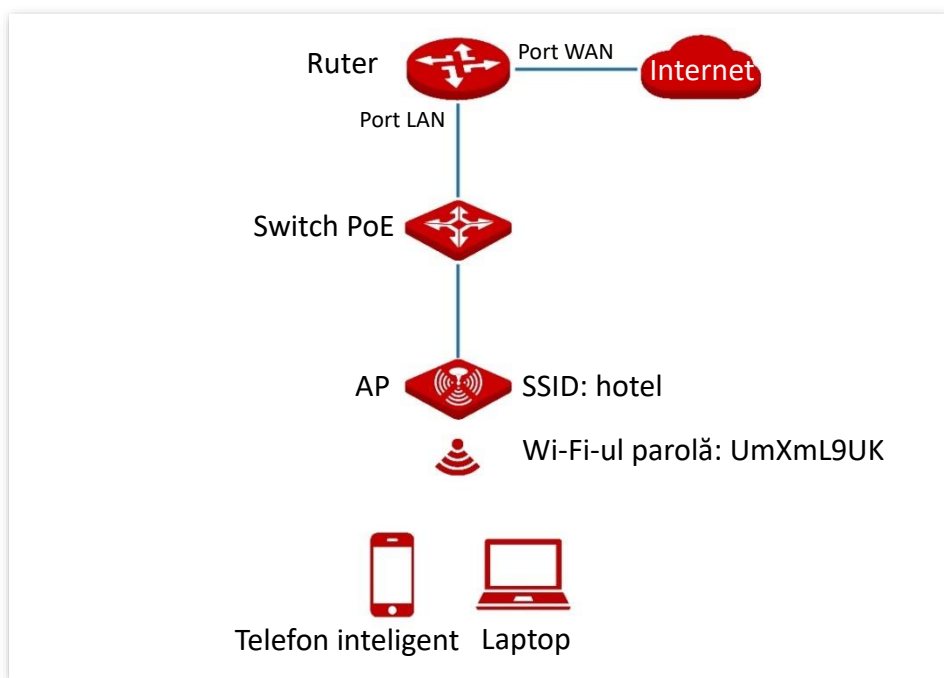 Ruter
Port WAN
Internet
Port LAN
Switch PoE
AP
SSID: hotel
Wi-Fi-ul parolă: UmXmL9UK
Telefon inteligent
Laptop